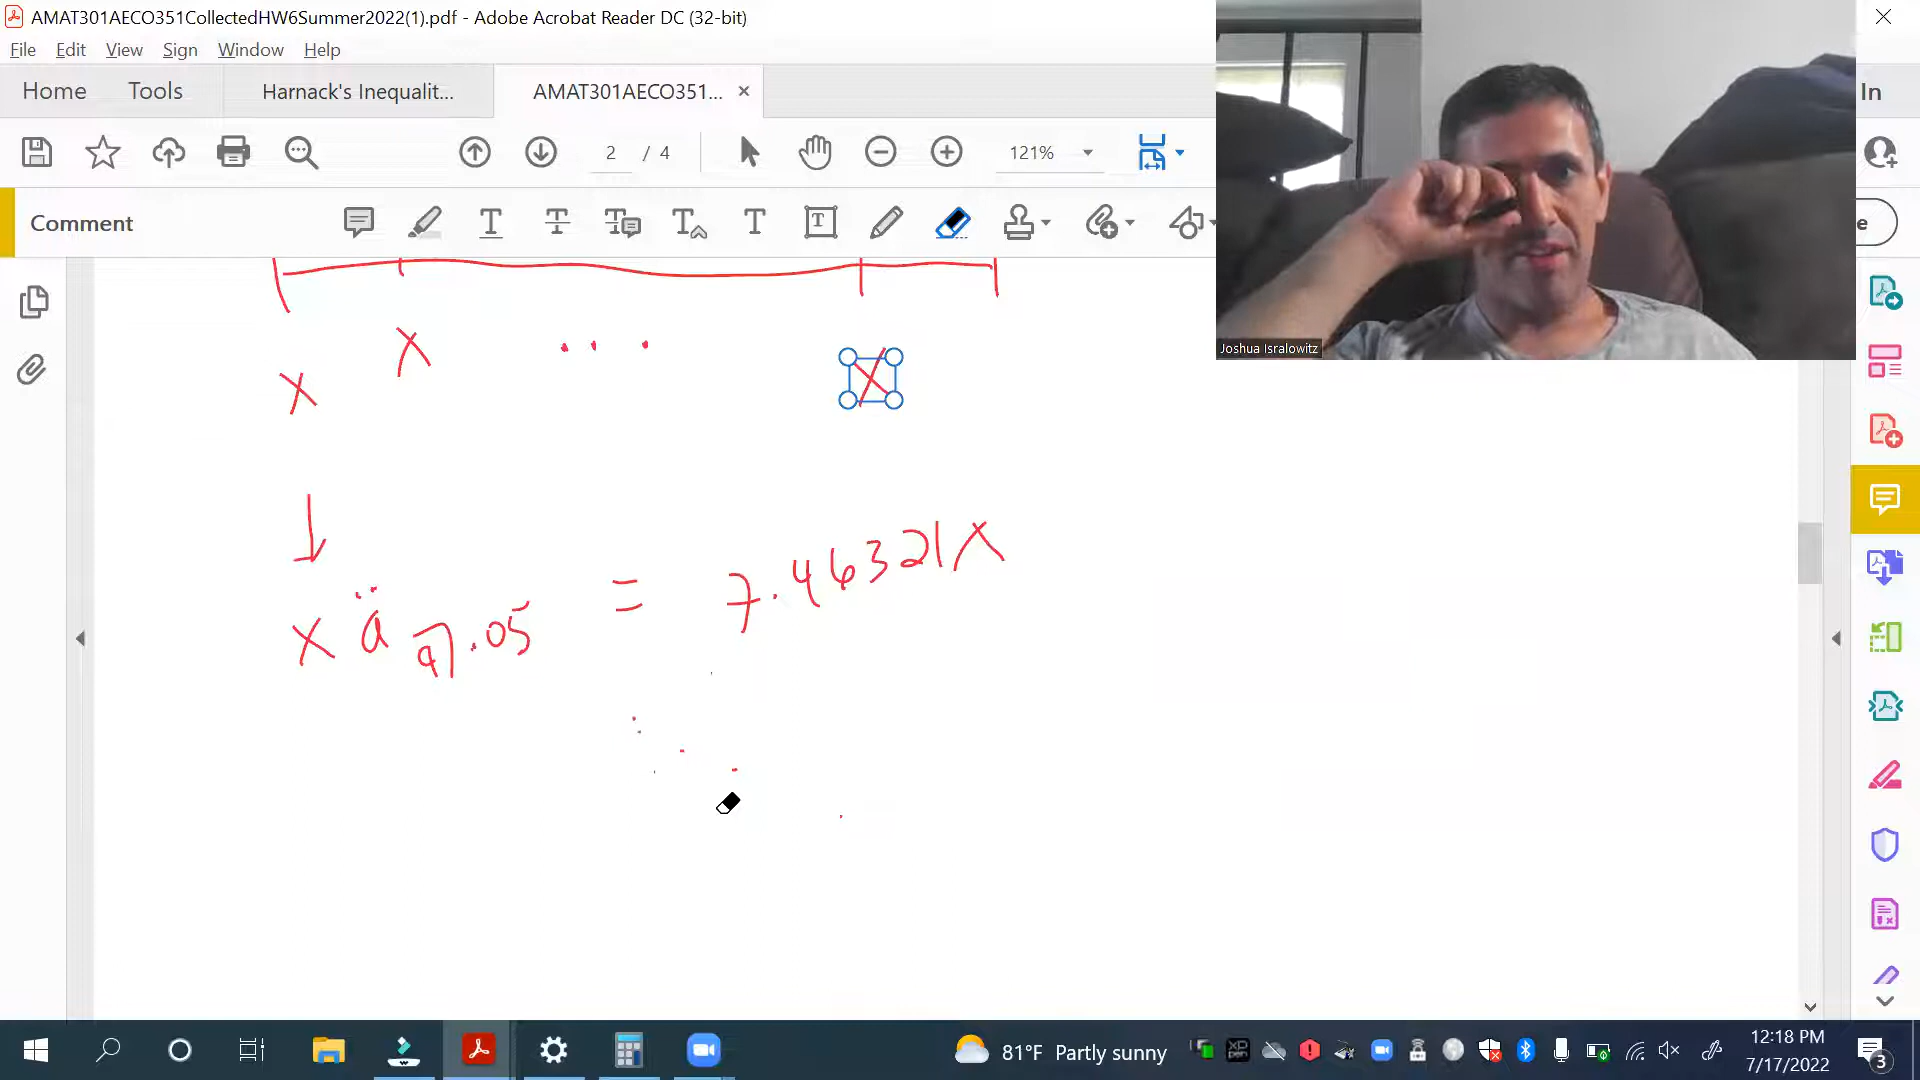 AMAT301AECO351CollectedHW6Summer2022(1).pdf - Adobe Acrobat Reader DC (32-bit)
File Edit View Sign Window Help
Home Tools Harnack's Inequalit... AMAT301AECO351... In
2 / 4 121%
Comment e
Joshua Isralowitz
X X . . . X
X ä 9⌉.05 = 7.46321X
81°F Partly sunny
12:18 PM
7/17/2022
3